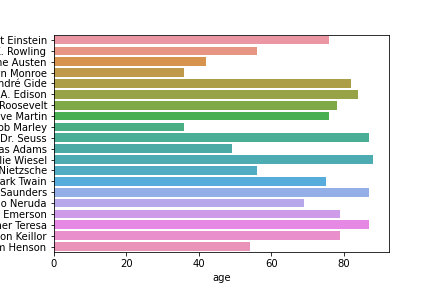 t Einstein
. Rowling
ne Austen
n Monroe
ndré Gide
A. Edison
Roosevelt
ve Martin
ob Marley
Dr. Seuss
as Adams
lie Wiesel
Nietzsche
ark Twain
Saunders
o Neruda
Emerson
ner Teresa
on Keillor
m Henson
0 20 40 60 80
age